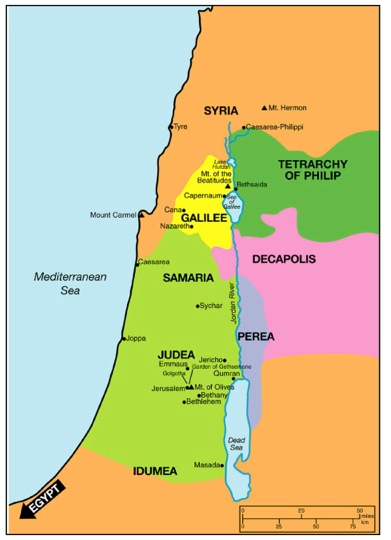 SYRIA
Mt. Hermon
Tyre
Caesarea-Philippi
Lake
Huldah
TETRARCHY
OF PHILIP
Mt. of the
Beatitudes
Bethsaida
Capernaum
Sea
of
Galilee
Cana
Mount Carmel
GALILEE
Nazareth
DECAPOLIS
Caesarea
Mediterranean
Sea
SAMARIA
Jordan River
Sychar
PEREA
Joppa
JUDEA
Jericho
Emmaus
Garden of Gethsemane
Golgotha
Qumran
Jerusalem
Mt. of Olives
Bethany
Bethlehem
Dead
Sea
IDUMEA
Masada
EGYPT
0 25 50
miles
0 25 50 75
km